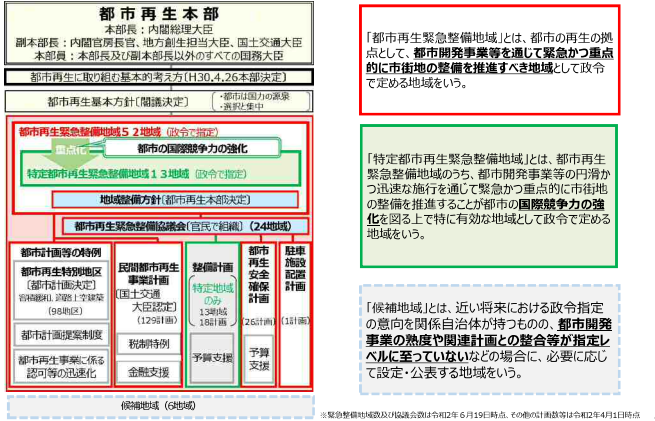 都市再生本部
本部長：内閣総理大臣
副本部長：内閣官房長官、地方創生担当大臣、国土交通大臣
本部員：本部長及び副本部長以外のすべての国務大臣
都市再生に取り組む基本的考え方〔H30.4.26本部決定〕
都市再生基本方針〔閣議決定〕
・都市は国力の源泉
・選択と集中
都市再生緊急整備地域５２地域（政令で指定）
重点化
都市の国際競争力の強化
特定都市再生緊急整備地域１３地域（政令で指定）
地域整備方針〔都市再生本部決定〕
都市再生緊急整備協議会〔官民で組織〕（24地域）
都市計画等の特例
都市再生特別地区
〔都市計画決定〕
容積緩和、道路上空建築
（98地区）
都市計画提案制度
都市再生事業に係る
認可等の迅速化
民間都市再生
事業計画
〔国土交通
大臣認定〕
（129計画）
税制特例
金融支援
整備計画
特定地域
のみ
13地域
18計画
予算支援
都市
再生
安全
確保
計画
（26計画）
予算
支援
駐車
施設
配置
計画
（1計画）
候補地域（6地域）
「都市再生緊急整備地域」とは、都市の再生の拠
点として、都市開発事業等を通じて緊急かつ重点
的に市街地の整備を推進すべき地域として政令
で定める地域をいう。
「特定都市再生緊急整備地域」とは、都市再生
緊急整備地域のうち、都市開発事業等の円滑か
つ迅速な施行を通じて緊急かつ重点的に市街地
の整備を推進することが都市の国際競争力の強
化を図る上で特に有効な地域として政令で定める
地域をいう。
「候補地域」とは、近い将来における政令指定
の意向を関係自治体が持つものの、都市開発
事業の熟度や関連計画との整合等が指定レ
ベルに至っていないなどの場合に、必要に応じ
て設定・公表する地域をいう。
※緊急整備地域数及び協議会数は令和2年６月19日時点、その他の計画数等は令和2年4月1日時点